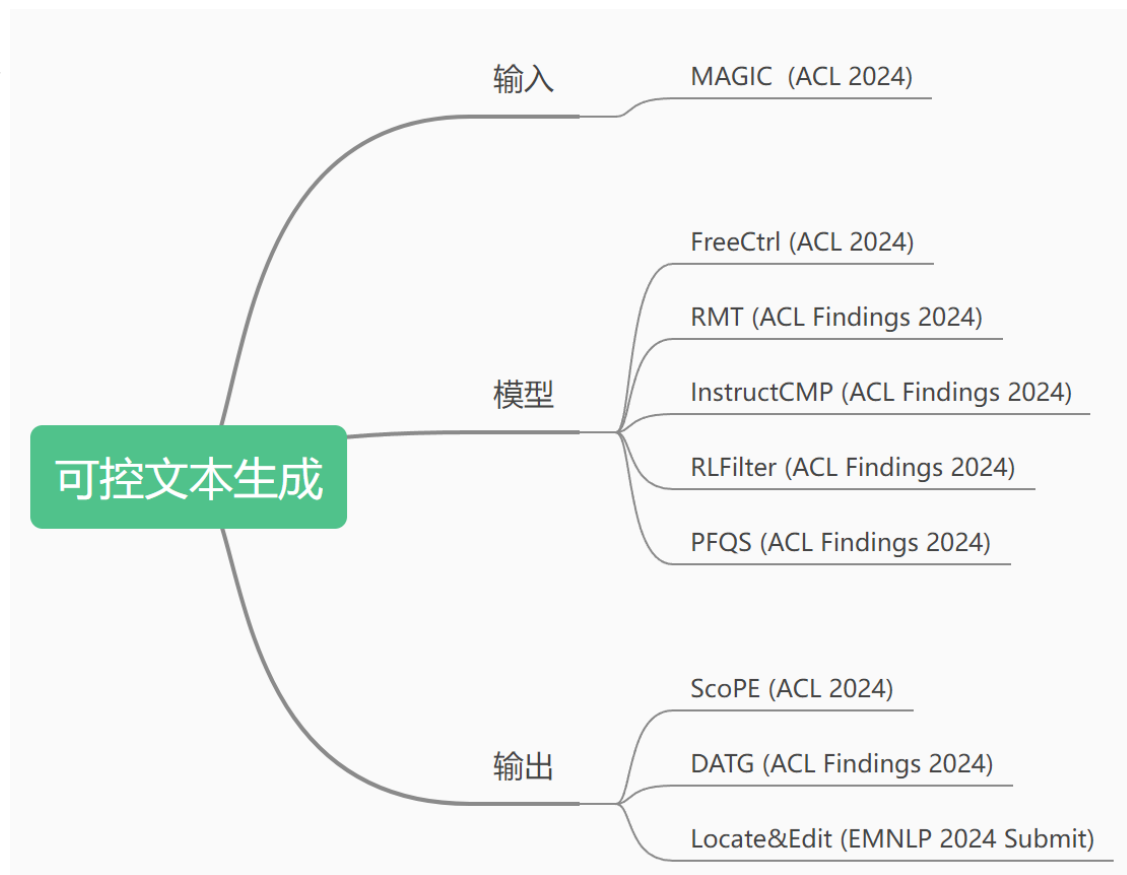 可控文本生成
输入
MAGIC (ACL 2024)
模型
FreeCtrl (ACL 2024)
RMT (ACL Findings 2024)
InstructCMP (ACL Findings 2024)
RLFilter (ACL Findings 2024)
PFQS (ACL Findings 2024)
输出
ScoPE (ACL 2024)
DATG (ACL Findings 2024)
Locate&Edit (EMNLP 2024 Submit)